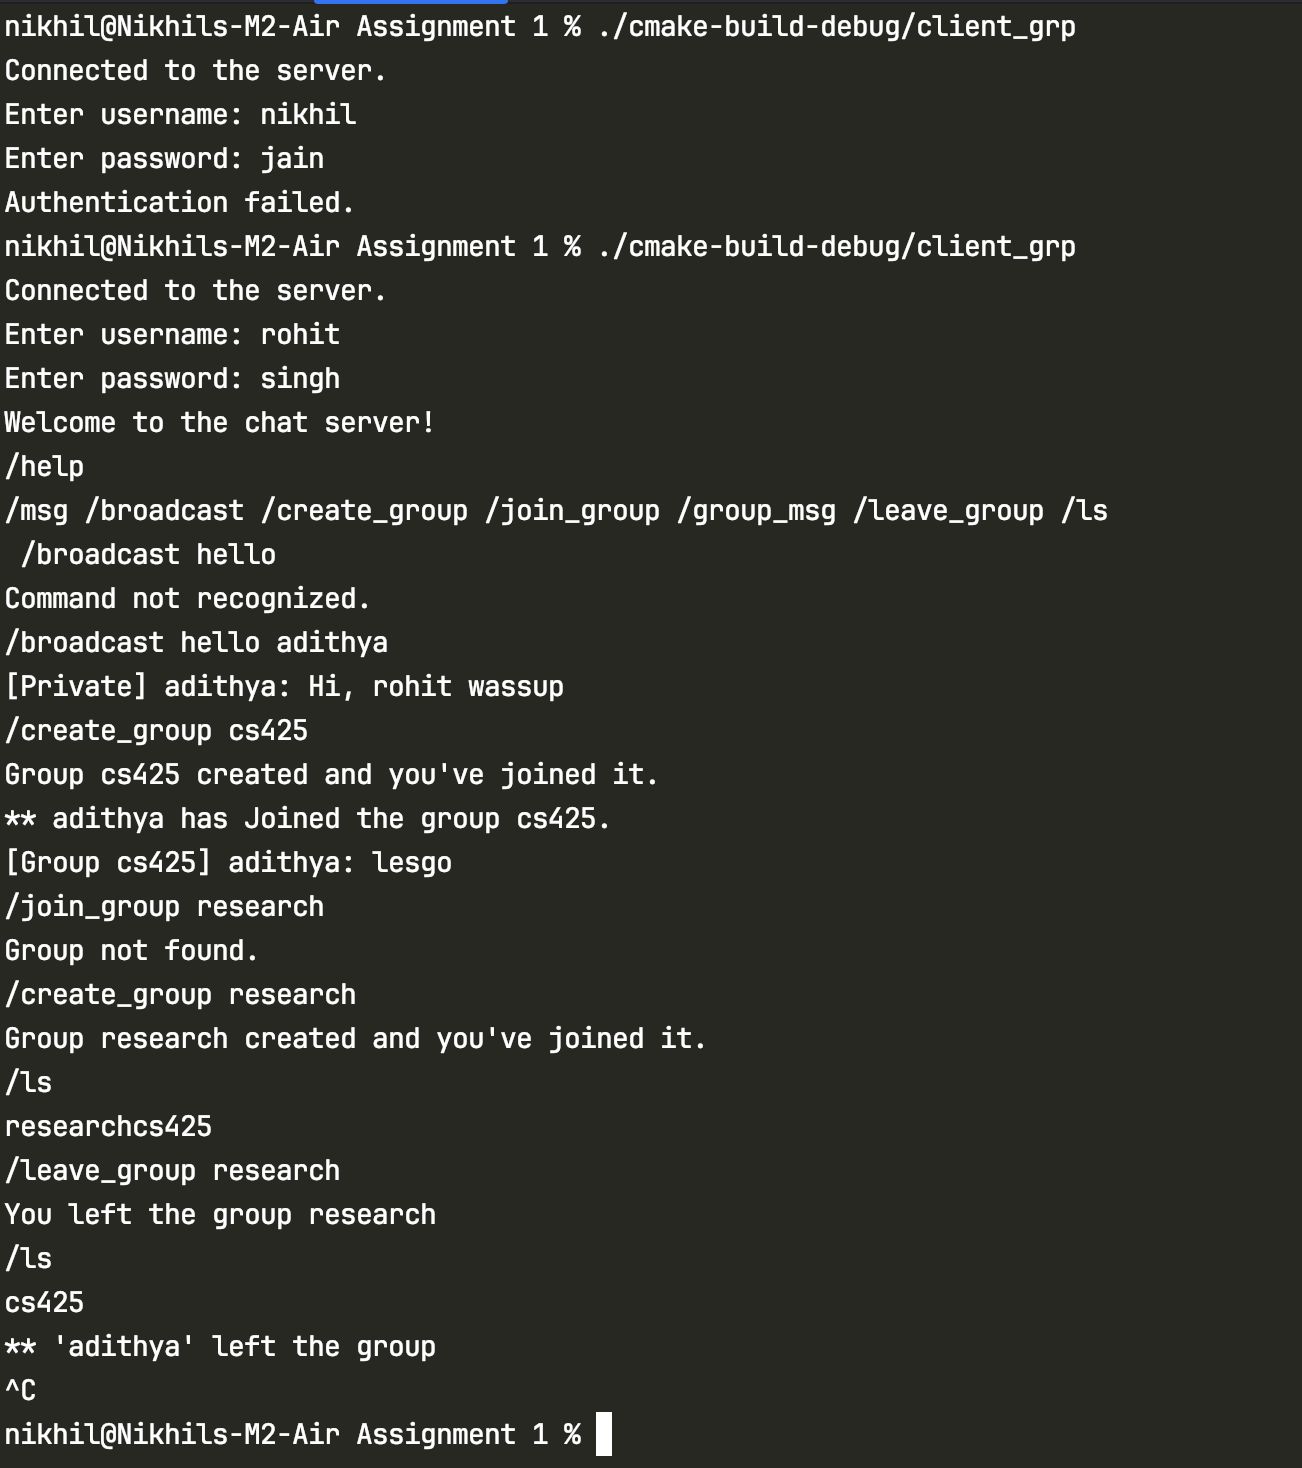 nikhil@Nikhils-M2-Air Assignment 1 % ./cmake-build-debug/client_grp
Connected to the server.
Enter username: nikhil
Enter password: jain
Authentication failed.
nikhil@Nikhils-M2-Air Assignment 1 % ./cmake-build-debug/client_grp
Connected to the server.
Enter username: rohit
Enter password: singh
Welcome to the chat server!
/help
/msg /broadcast /create_group /join_group /group_msg /leave_group /ls
 /broadcast hello
Command not recognized.
/broadcast hello adithya
[Private] adithya: Hi, rohit wassup
/create_group cs425
Group cs425 created and you've joined it.
** adithya has Joined the group cs425.
[Group cs425] adithya: lesgo
/join_group research
Group not found.
/create_group research
Group research created and you've joined it.
/ls
researchcs425
/leave_group research
You left the group research
/ls
cs425
** 'adithya' left the group
^C
nikhil@Nikhils-M2-Air Assignment 1 %